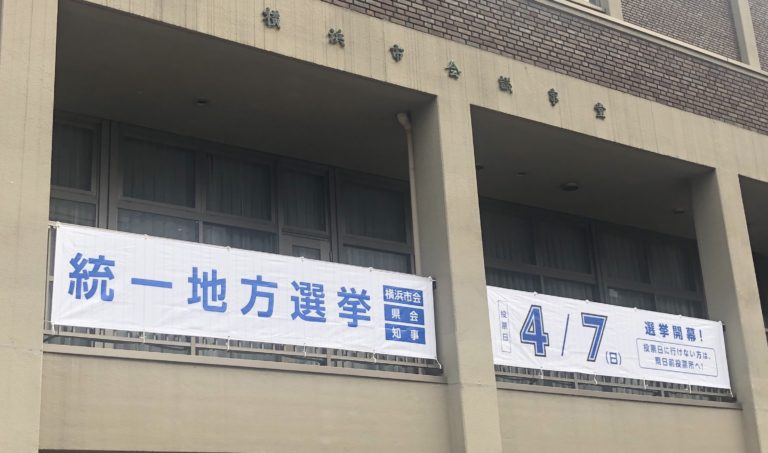 横浜市会議事堂
統一地方選挙
横浜市会
県会
知事
投票日
4/7(日)
選挙開幕!
投票日に行けない方は、
期日前投票所へ!